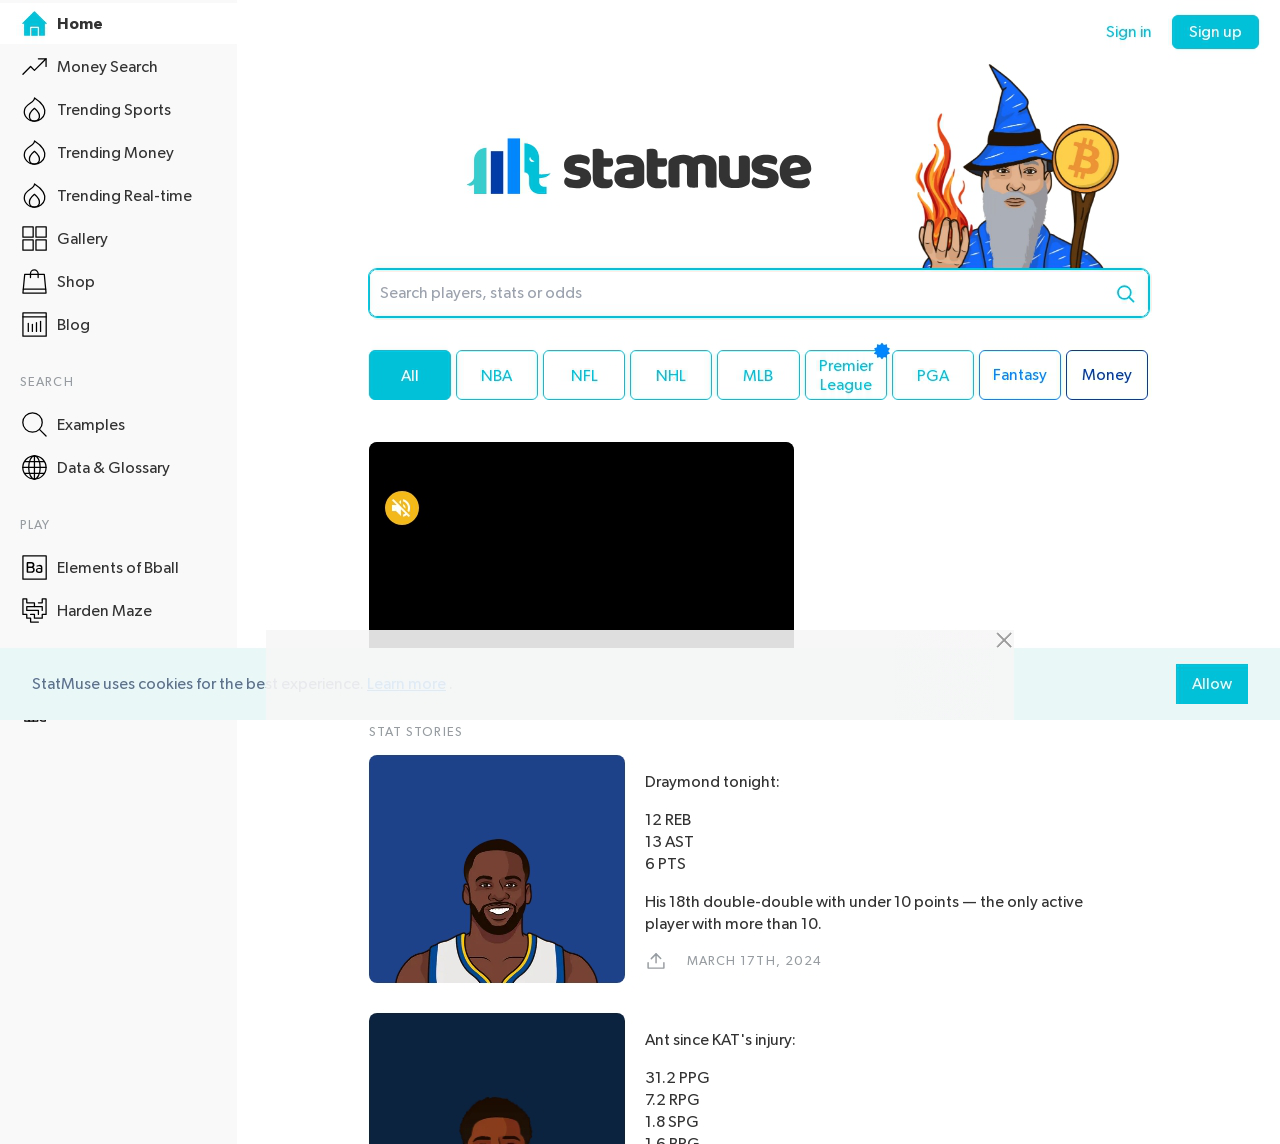 Home
Money Search
Trending Sports
Trending Money
Trending Real-time
Gallery
Shop
Blog
SEARCH
Examples
Data & Glossary
PLAY
Ba Elements of Bball
Harden Maze
Sign in
Sign up
statmuse
Search players, stats or odds
All
NBA
NFL
NHL
MLB
Premier
League
PGA
Fantasy
Money
StatMuse uses cookies for the best experience. Learn more
Allow
STAT STORIES
Draymond tonight:
12 REB
13 AST
6 PTS
His 18th double-double with under 10 points — the only active
player with more than 10.
MARCH 17TH, 2024
Ant since KAT's injury:
31.2 PPG
7.2 RPG
1.8 SPG